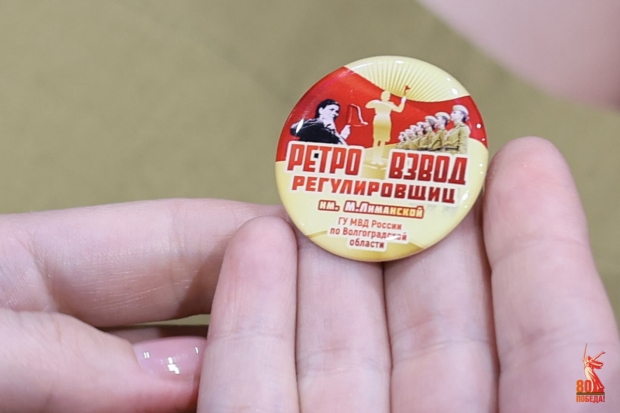 РЕТРО ВЗВОД
РЕГУЛИРОВЩИЦ
им. М.Лиманской
ГУ МВД России
по Волгоградской
области
80
ПОБЕДА!